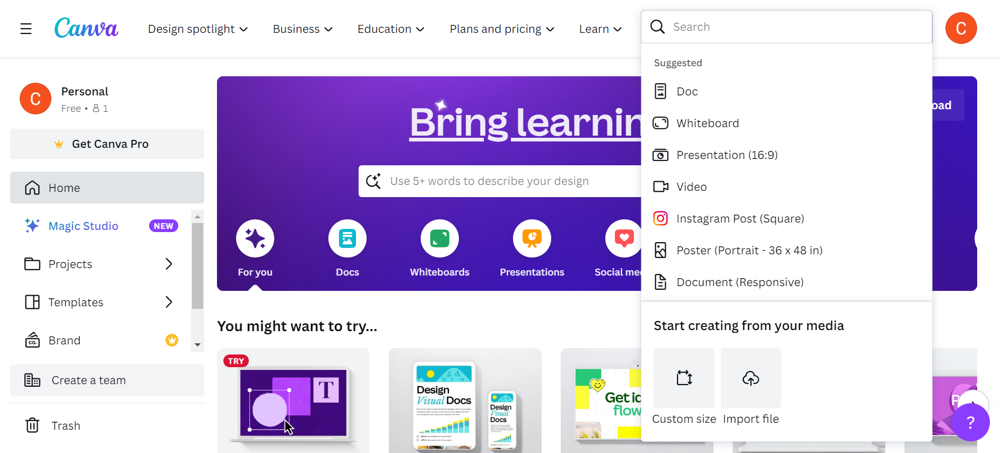 Canva
Design spotlight
Business
Education
Plans and pricing
Learn
Search
C
C
Personal
Free • 1
Get Canva Pro
Home
Magic Studio
NEW
Projects
Templates
Brand
CO.
Create a team
Trash
Bring learnin
oad
Use 5+ words to describe your design
For you
Docs
Whiteboards
Presentations
Social me
Suggested
Doc
Whiteboard
Presentation (16:9)
Video
Instagram Post (Square)
Poster (Portrait - 36 x 48 in)
Document (Responsive)
Start creating from your media
Custom size
Import file
You might want to try...
TRY
T
Design
Visual Docs
Design
Visual
Docs
Get id
flow
?